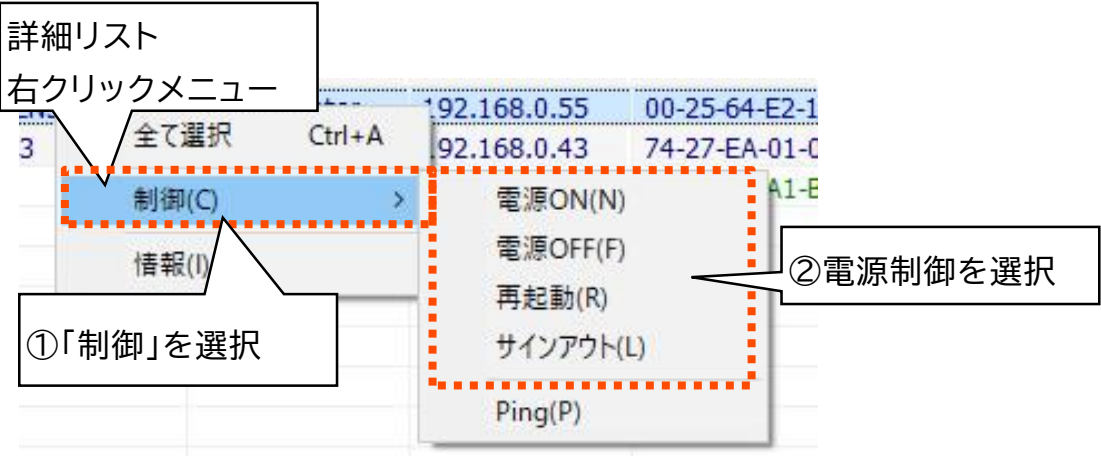 詳細リスト
右クリックメニュー
192.168.0.55 00-25-64-E2-1
全て選択 Ctrl+A
3 92.168.0.43 74-27-EA-01-0
制御(C) >
電源ON(N)
A1-E
電源OFF(F)
情報(I)
②電源制御を選択
再起動(R)
①「制御」を選択
サインアウト(L)
Ping(P)